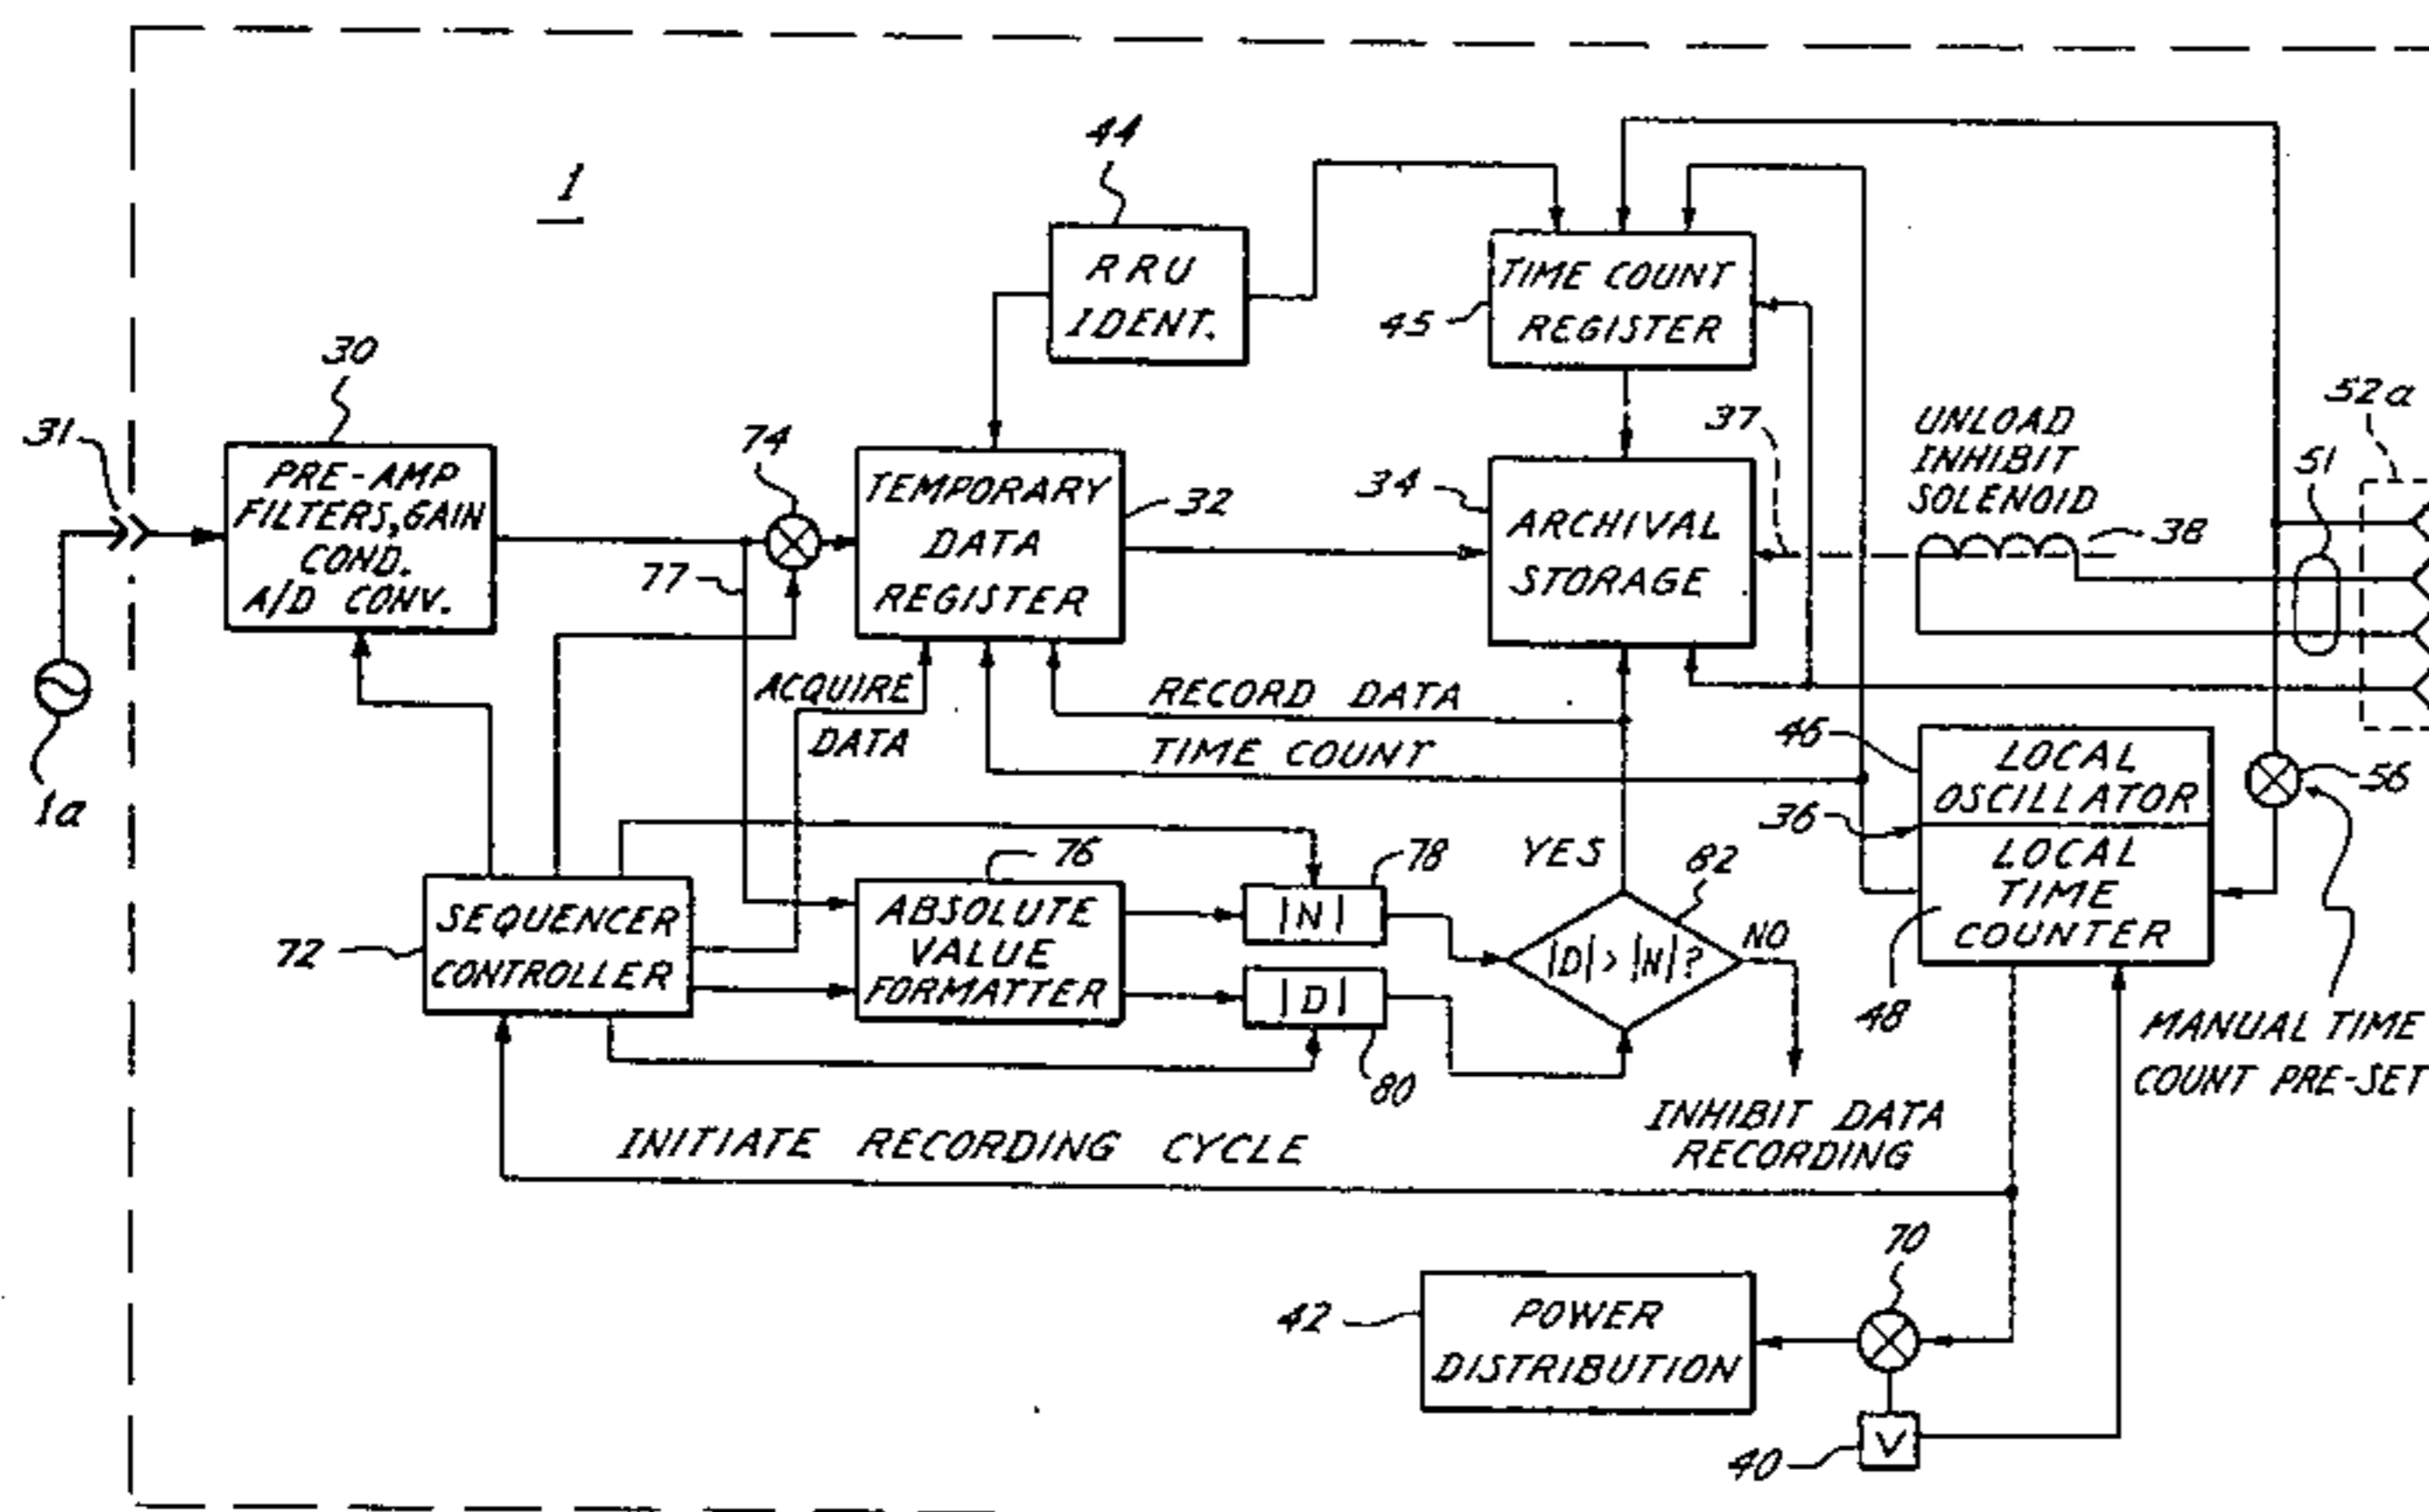 1
44
RRU
IDENT.
TIME COUNT
REGISTER
45
30
31
PRE-AMP
FILTERS, GAIN
COND.
A/D CONV.
74
77
TEMPORARY
DATA
REGISTER
32
34
ARCHIVAL
STORAGE
37
UNLOAD
INHIBIT
SOLENOID
38
51
52a
1a
ACQUIRE
DATA
RECORD DATA
TIME COUNT
46
LOCAL
OSCILLATOR
36
LOCAL
TIME
COUNTER
48
56
MANUAL TIME
COUNT PRE-SET
72
SEQUENCER
CONTROLLER
76
ABSOLUTE
VALUE
FORMATTER
78
|N|
|D|
80
YES
82
|D| > |N|?
NO
INHIBIT DATA
RECORDING
INITIATE RECORDING CYCLE
42
POWER
DISTRIBUTION
70
40
V